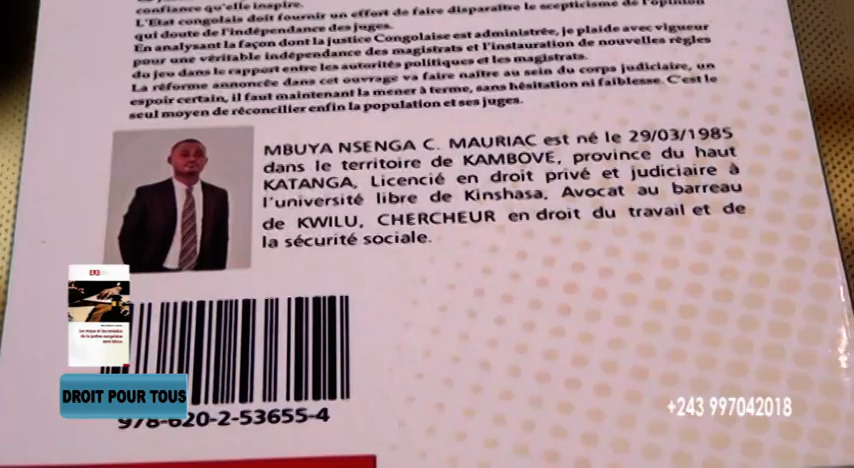 confiance qu'elle inspire.
L'Etat congolais doit fournir un effort de faire disparaître le scepticisme de l'opinion
qui doute de l'indépendance des juges.
En analysant la façon dont la justice Congolaise est administrée, je plaide avec vigueur
pour une véritable indépendance des magistrats et l'instauration de nouvelles règles
du jeu dans le rapport entre les autorités politiques et les magistrats.
La réforme annoncée dans cet ouvrage va faire naître au sein du corps judiciaire, un
espoir certain, il faut maintenant la mener à terme, sans hésitation ni faiblesse. C'est le
seul moyen de réconcilier enfin la population et ses juges.
MBUYA NSENGA C. MAURIAC est né le 29/03/1985
dans le territoire de KAMBOVE, province du haut
KATANGA, Licencié en droit privé et judiciaire à
l'université libre de Kinshasa, Avocat au barreau
de KWILU, CHERCHEUR en droit du travail et de
la sécurité sociale.
DROIT POUR TOUS
978-620-2-53655-4
+243 997042018